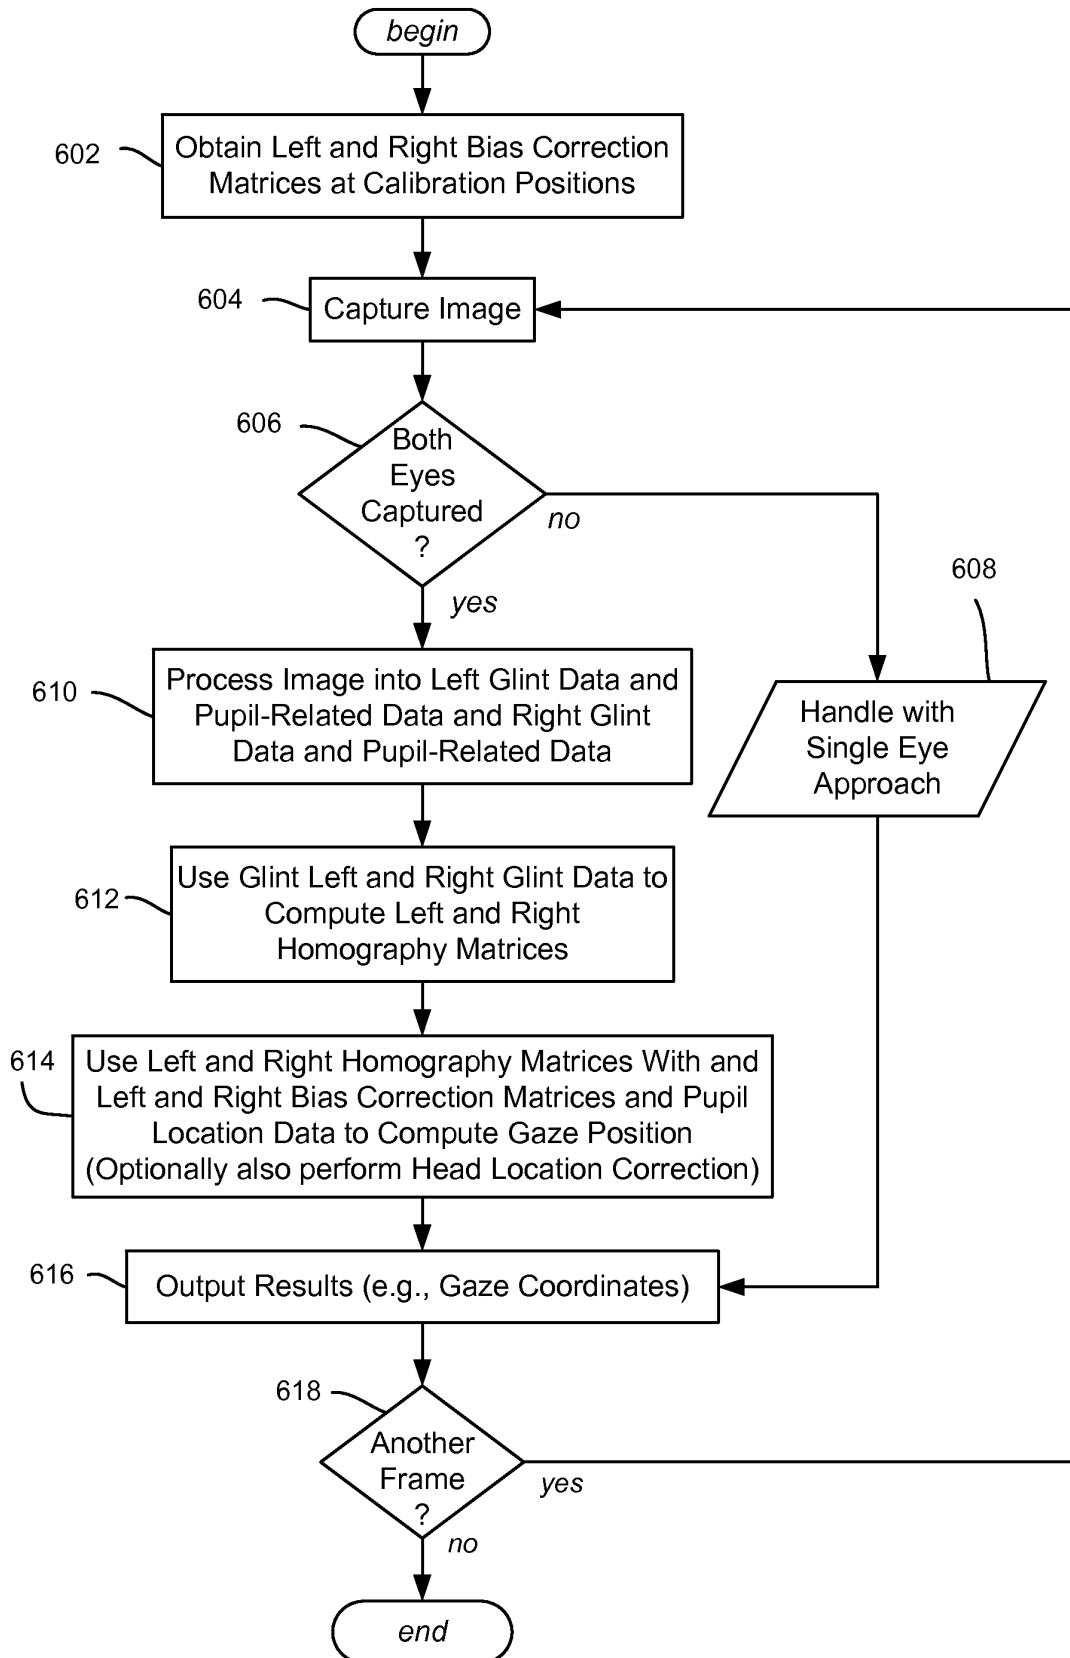 begin
602
Obtain Left and Right Bias Correction
Matrices at Calibration Positions
604
Capture Image
606
Both
Eyes
Captured
?
no
yes
608
Handle with
Single Eye
Approach
610
Process Image into Left Glint Data and
Pupil-Related Data and Right Glint
Data and Pupil-Related Data
612
Use Glint Left and Right Glint Data to
Compute Left and Right
Homography Matrices
614
Use Left and Right Homography Matrices With and
Left and Right Bias Correction Matrices and Pupil
Location Data to Compute Gaze Position
(Optionally also perform Head Location Correction)
616
Output Results (e.g., Gaze Coordinates)
618
Another
Frame
?
yes
no
end